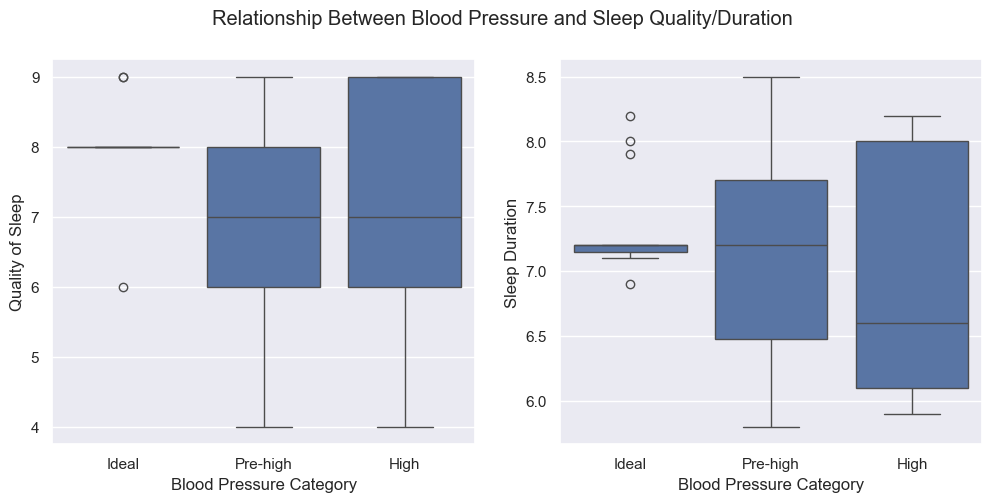 Relationship Between Blood Pressure and Sleep Quality/Duration
Quality of Sleep
9
8
7
6
5
4
Ideal
Pre-high
High
Blood Pressure Category
Sleep Duration
8.5
8.0
7.5
7.0
6.5
6.0
Ideal
Pre-high
High
Blood Pressure Category